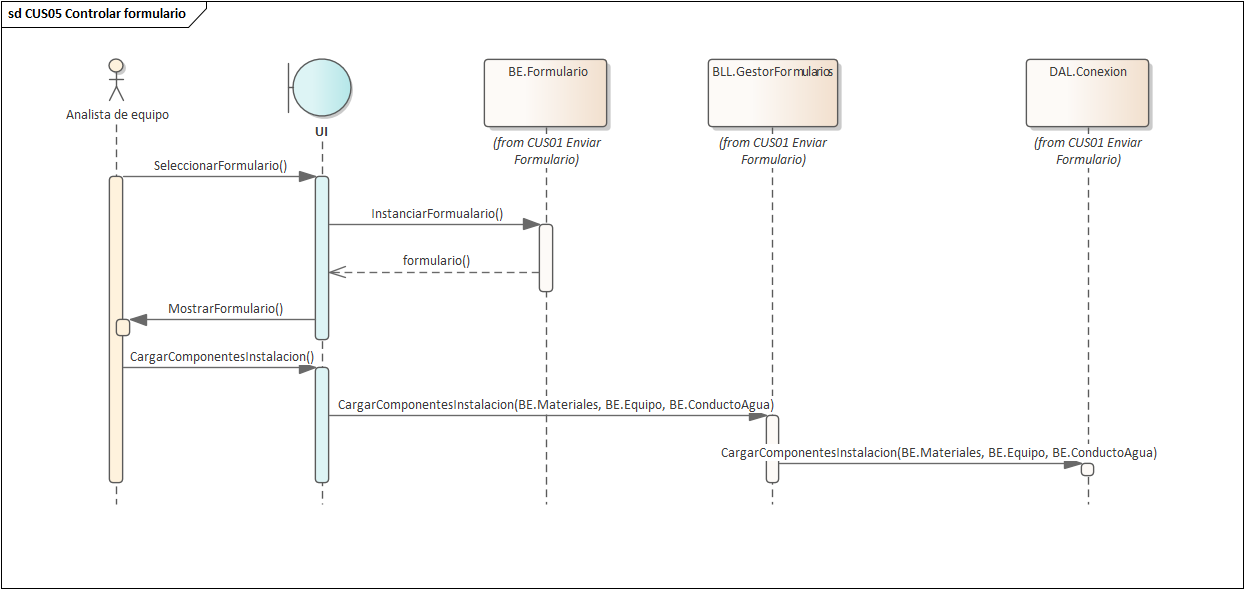 sd CUS05 Controlar formulario
Analista de equipo
UI
BE.Formulario
(from CUS01 Enviar
Formulario)
BLL.GestorFormularios
(from CUS01 Enviar
Formulario)
DAL.Conexion
(from CUS01 Enviar
Formulario)
SeleccionarFormulario()
InstanciarFormualario()
formulario()
MostrarFormulario()
CargarComponentesInstalacion()
CargarComponentesInstalacion(BE.Materiales, BE.Equipo, BE.ConductoAgua)
CargarComponentesInstalacion(BE.Materiales, BE.Equipo, BE.ConductoAgua)